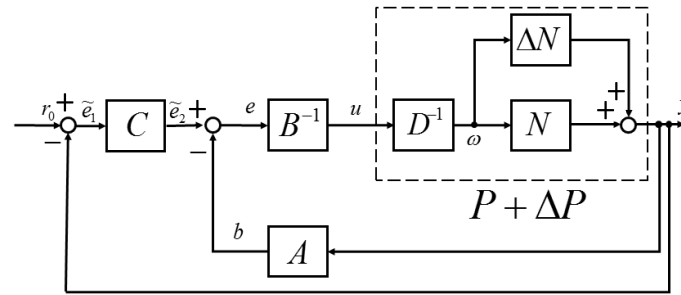 ΔN
r₀ + ẽ₁ C ẽ₂ + e B⁻¹ u D⁻¹ ω N + +
− −
P + ΔP
b A